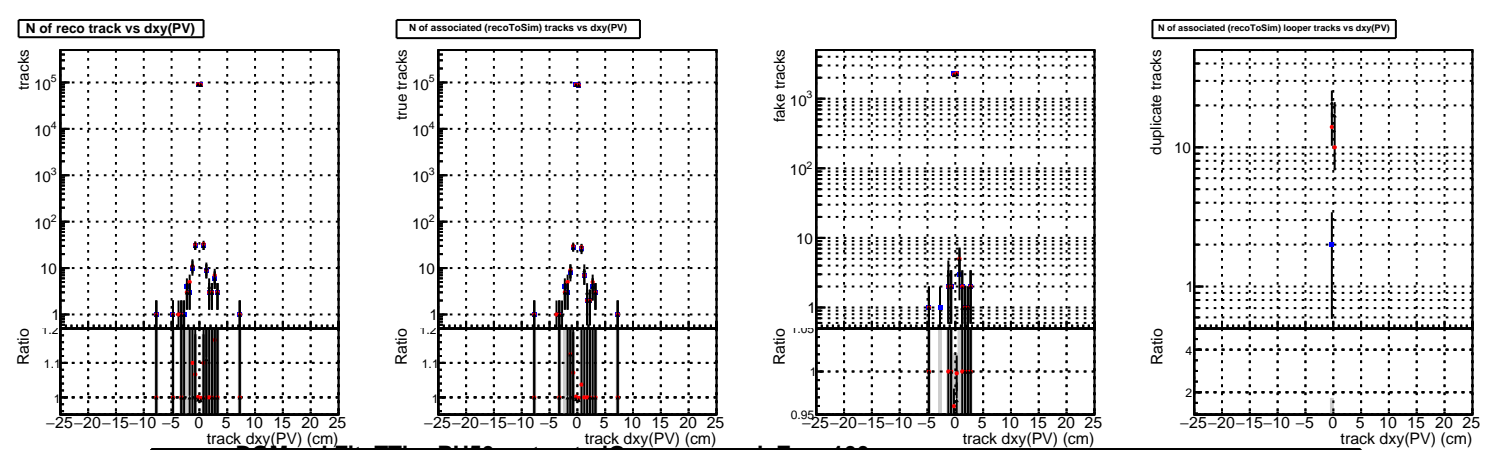 N of reco track vs dxy(PV)
tracks
10^5
10^4
10^3
10^2
10
1
Ratio
1.2
1.1
1
−25 −20 −15 −10 −5 0 5 10 15 20 25
track dxy(PV) (cm)
N of associated (recoToSim) tracks vs dxy(PV)
true tracks
10^5
10^4
10^3
10^2
10
1
Ratio
1.2
1.1
1
−25 −20 −15 −10 −5 0 5 10 15 20 25
track dxy(PV) (cm)
fake tracks
10^3
10^2
10
1
Ratio
1.05
1
0.95
−25 −20 −15 −10 −5 0 5 10 15 20 25
track dxy(PV) (cm)
N of associated (recoToSim) looper tracks vs dxy(PV)
duplicate tracks
10
1
Ratio
4
2
−25 −20 −15 −10 −5 0 5 10 15 20 25
track dxy(PV) (cm)